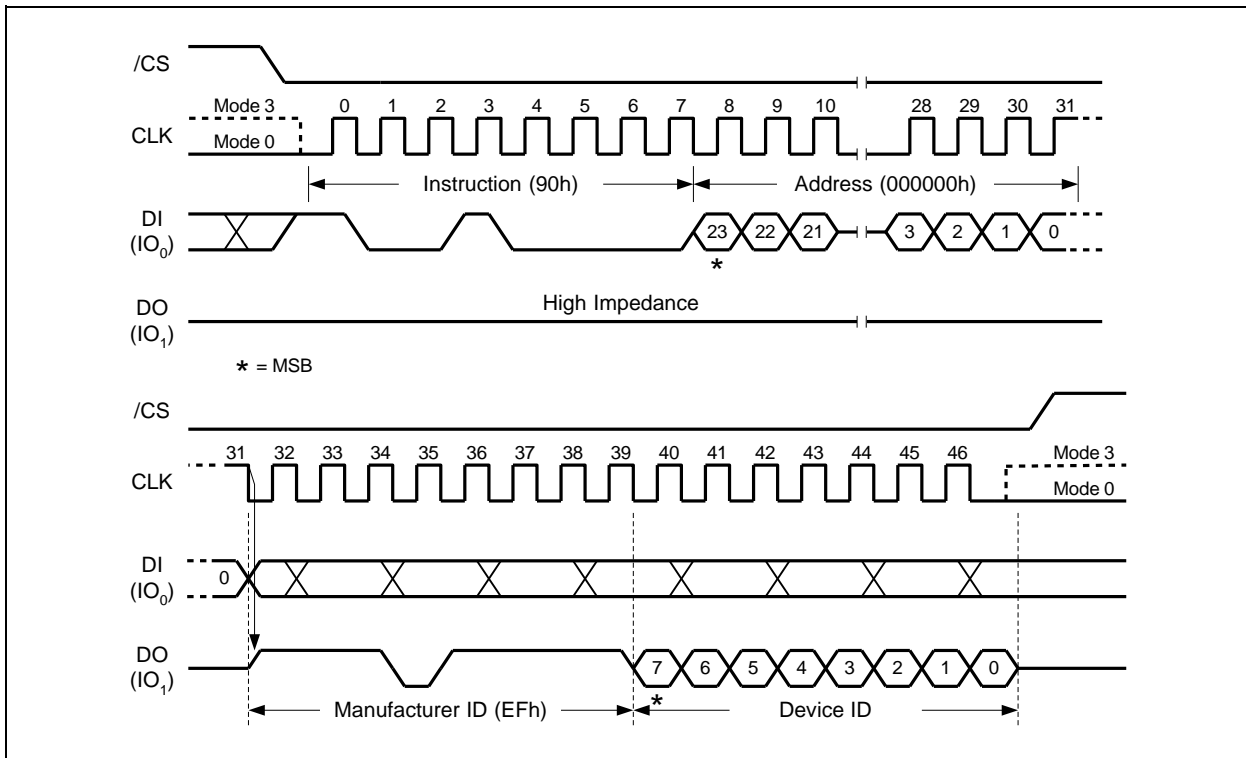 /CS
Mode 3 0 1 2 3 4 5 6 7 8 9 10 28 29 30 31
CLK
Mode 0
Instruction (90h) Address (000000h)
DI
(IO0) 23 22 21 3 2 1 0
*
High Impedance
DO
(IO1)
* = MSB
/CS
31 32 33 34 35 36 37 38 39 40 41 42 43 44 45 46 Mode 3
CLK
Mode 0
DI
(IO0) 0
DO
(IO1) 7 6 5 4 3 2 1 0
*
Manufacturer ID (EFh) Device ID